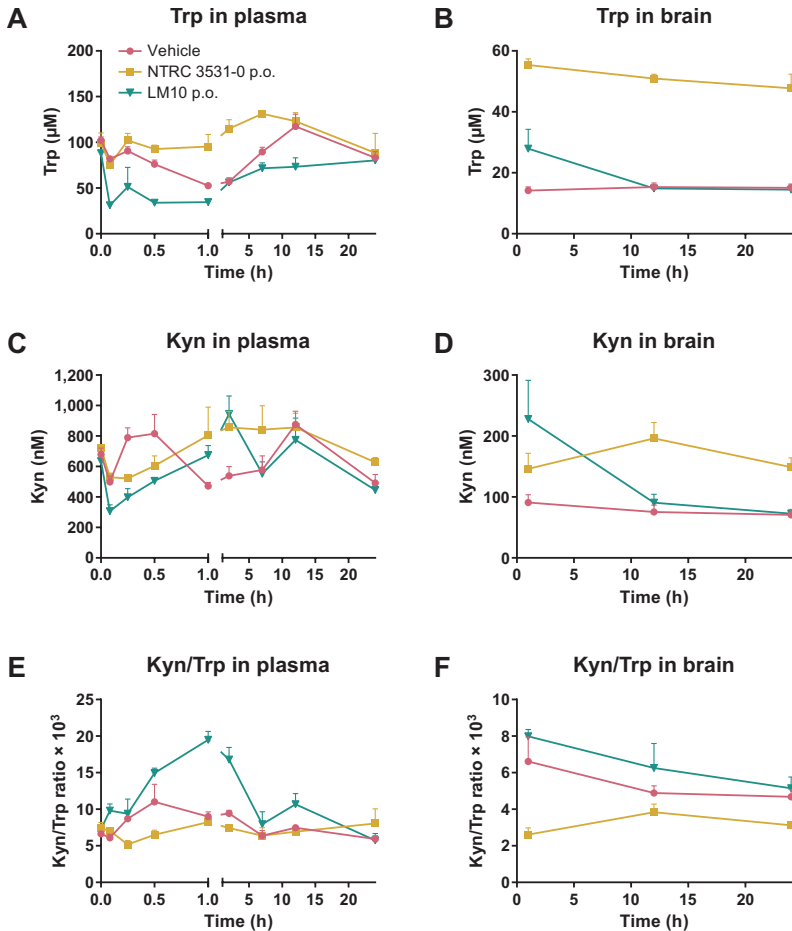 A
Trp in plasma
Trp (µM)
200
150
100
50
0
Vehicle
NTRC 3531-0 p.o.
LM10 p.o.
0.0 0.5 1.0 5 10 15 20
Time (h)
B
Trp in brain
Trp (µM)
60
40
20
0
0 5 10 15 20
Time (h)
C
Kyn in plasma
Kyn (nM)
1,200
1,000
800
600
400
200
0
0.0 0.5 1.0 5 10 15 20
Time (h)
D
Kyn in brain
Kyn (nM)
300
200
100
0
0 5 10 15 20
Time (h)
E
Kyn/Trp in plasma
Kyn/Trp ratio × 10³
25
20
15
10
5
0
0.0 0.5 1.0 5 10 15 20
Time (h)
F
Kyn/Trp in brain
Kyn/Trp ratio × 10³
8
6
4
2
0
0 5 10 15 20
Time (h)